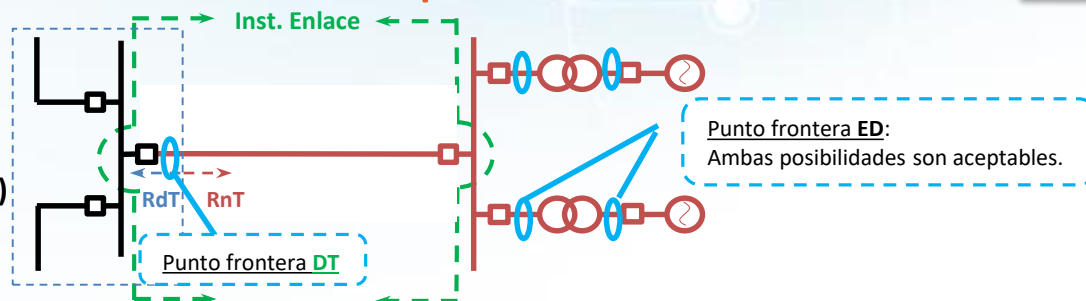 Inst. Enlace
Punto frontera ED:
Ambas posibilidades son aceptables.
)
RdT RnT
Punto frontera DT